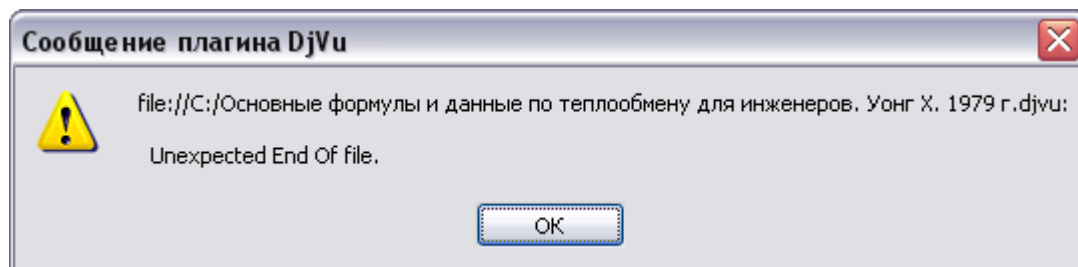 Сообщение плагина DjVu
file://C:/Основные формулы и данные по теплообмену для инженеров. Уонг Х. 1979 г.djvu:
Unexpected End Of file.
OK